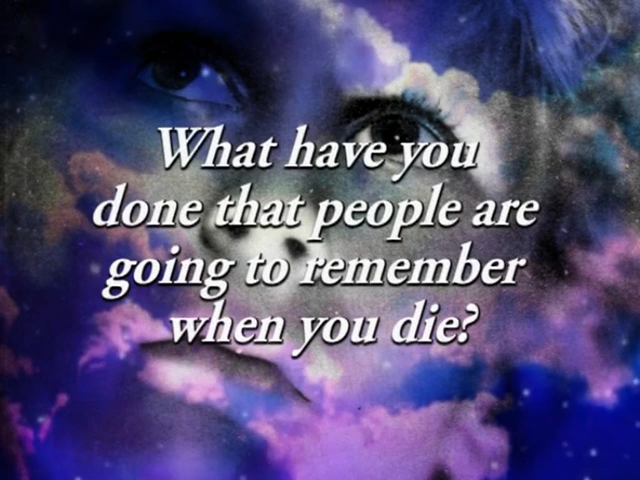 What have you
done that people are
going to remember
when you die?